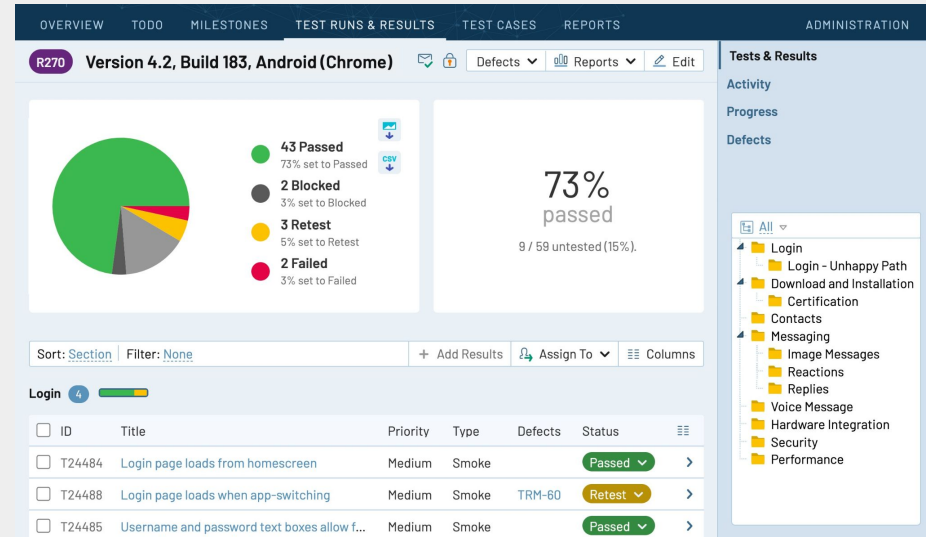 OVERVIEW TODO MILESTONES TEST RUNS & RESULTS TEST CASES REPORTS ADMINISTRATION
R270 Version 4.2, Build 183, Android (Chrome) Defects Reports Edit
Tests & Results
Activity
Progress
Defects
43 Passed
73% set to Passed
2 Blocked
3% set to Blocked
3 Retest
5% set to Retest
2 Failed
3% set to Failed
CSV
73%
passed
9 / 59 untested (15%).
All
Login
Login - Unhappy Path
Download and Installation
Certification
Contacts
Messaging
Image Messages
Reactions
Replies
Voice Message
Hardware Integration
Security
Performance
Sort: Section Filter: None + Add Results Assign To Columns
Login 4
ID Title Priority Type Defects Status
T24484 Login page loads from homescreen Medium Smoke Passed
T24488 Login page loads when app-switching Medium Smoke TRM-60 Retest
T24485 Username and password text boxes allow f... Medium Smoke Passed